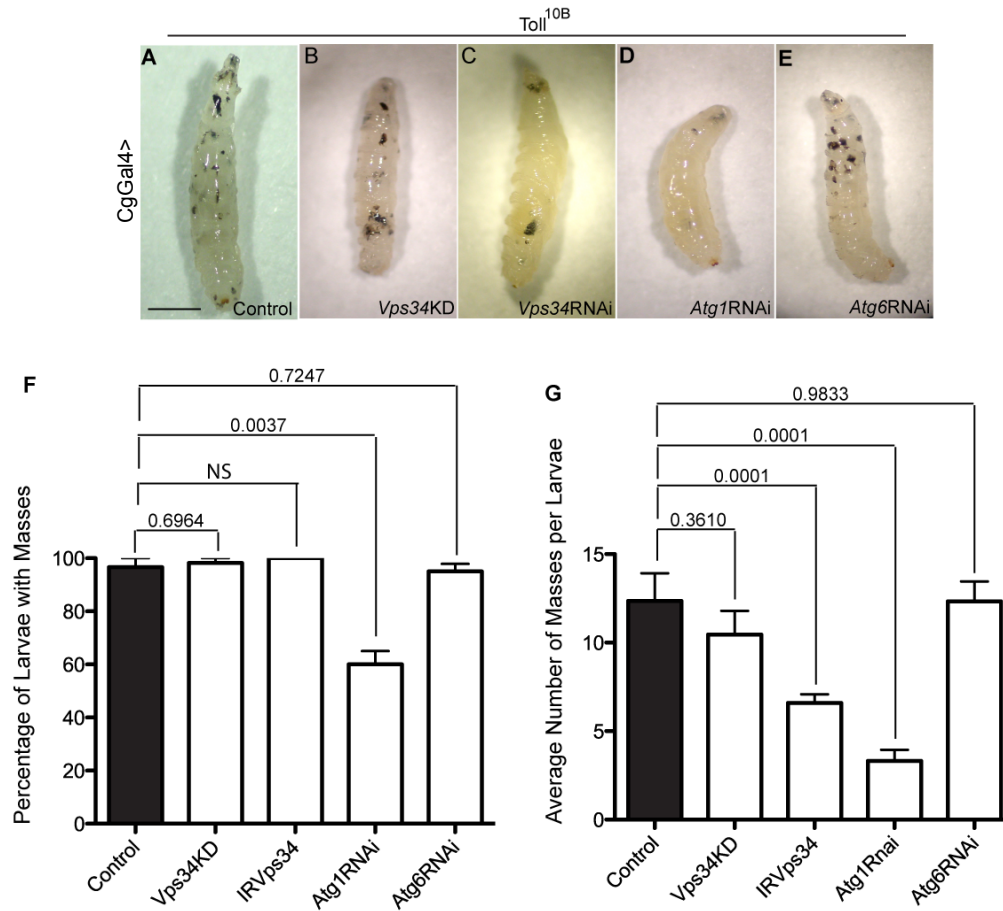 Toll10B
CgGal4>
A
B
C
D
E
Control
Vps34KD
Vps34RNAi
Atg1RNAi
Atg6RNAi
F
0.7247
0.0037
NS
0.6964
Percentage of Larvae with Masses
100
80
60
40
20
0
Control
Vps34KD
IRVps34
Atg1RNAi
Atg6RNAi
G
0.9833
0.0001
0.0001
0.3610
Average Number of Masses per Larvae
15
10
5
0
Control
Vps34KD
IRVps34
Atg1Rnai
Atg6RNAi